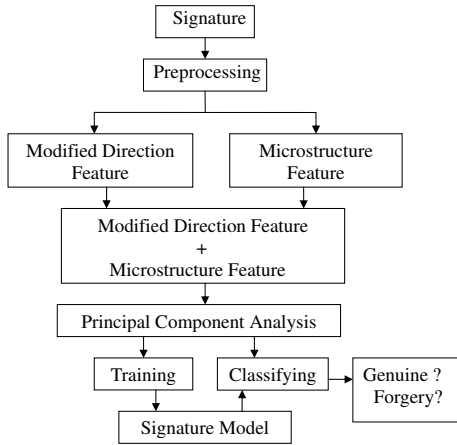 Signature
Preprocessing
Modified Direction
Feature
Microstructure
Feature
Modified Direction Feature
+
Microstructure Feature
Principal Component Analysis
Training
Classifying
Genuine ?
Forgery?
Signature Model